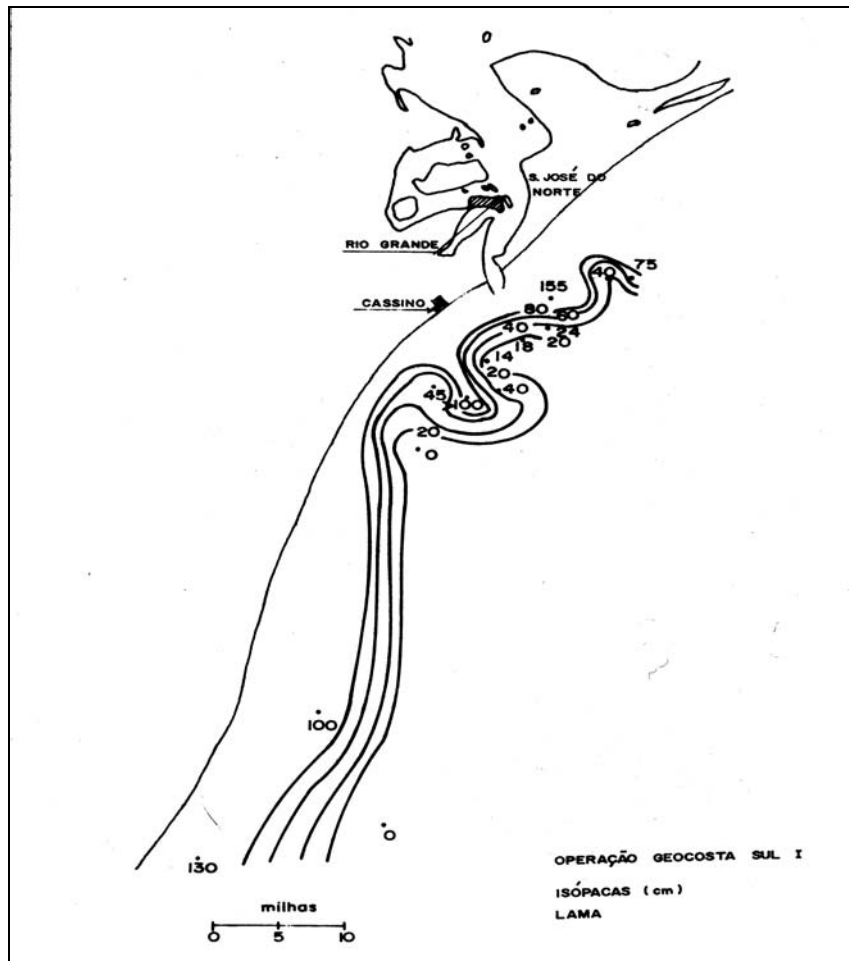 S. JOSÉ DO
NORTE
RIO GRANDE
CASSINO
75
40
155
80
60
40
24
18
20
14
20
40
45
>100
20
0
100
0
130
OPERAÇÃO GEOCOSTA SUL I
ISÓPACAS (cm)
LAMA
milhas
0 5 10